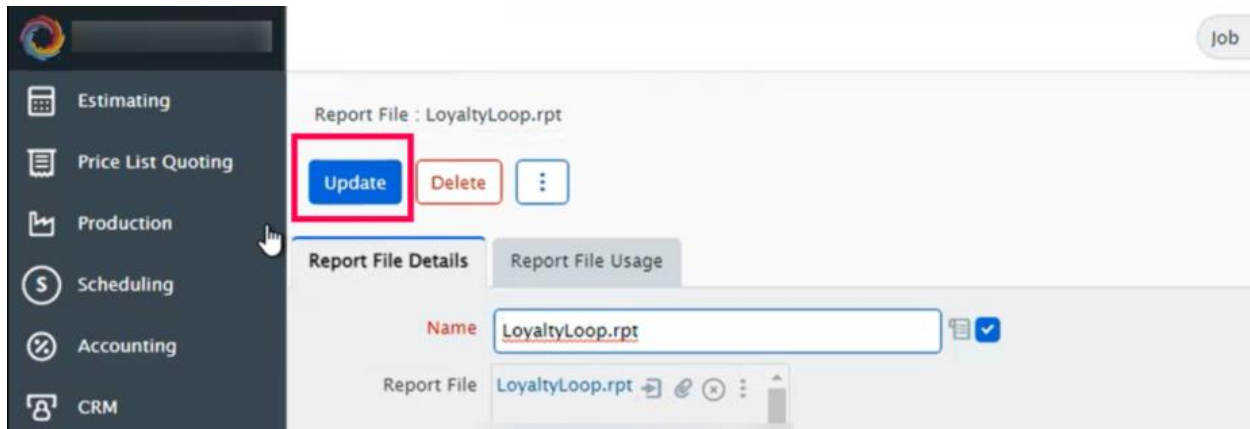 Job
Estimating
Report File : LoyaltyLoop.rpt
Price List Quoting
Update Delete
Production
Report File Details Report File Usage
S Scheduling
Name LoyaltyLoop.rpt
Accounting
Report File LoyaltyLoop.rpt
CRM